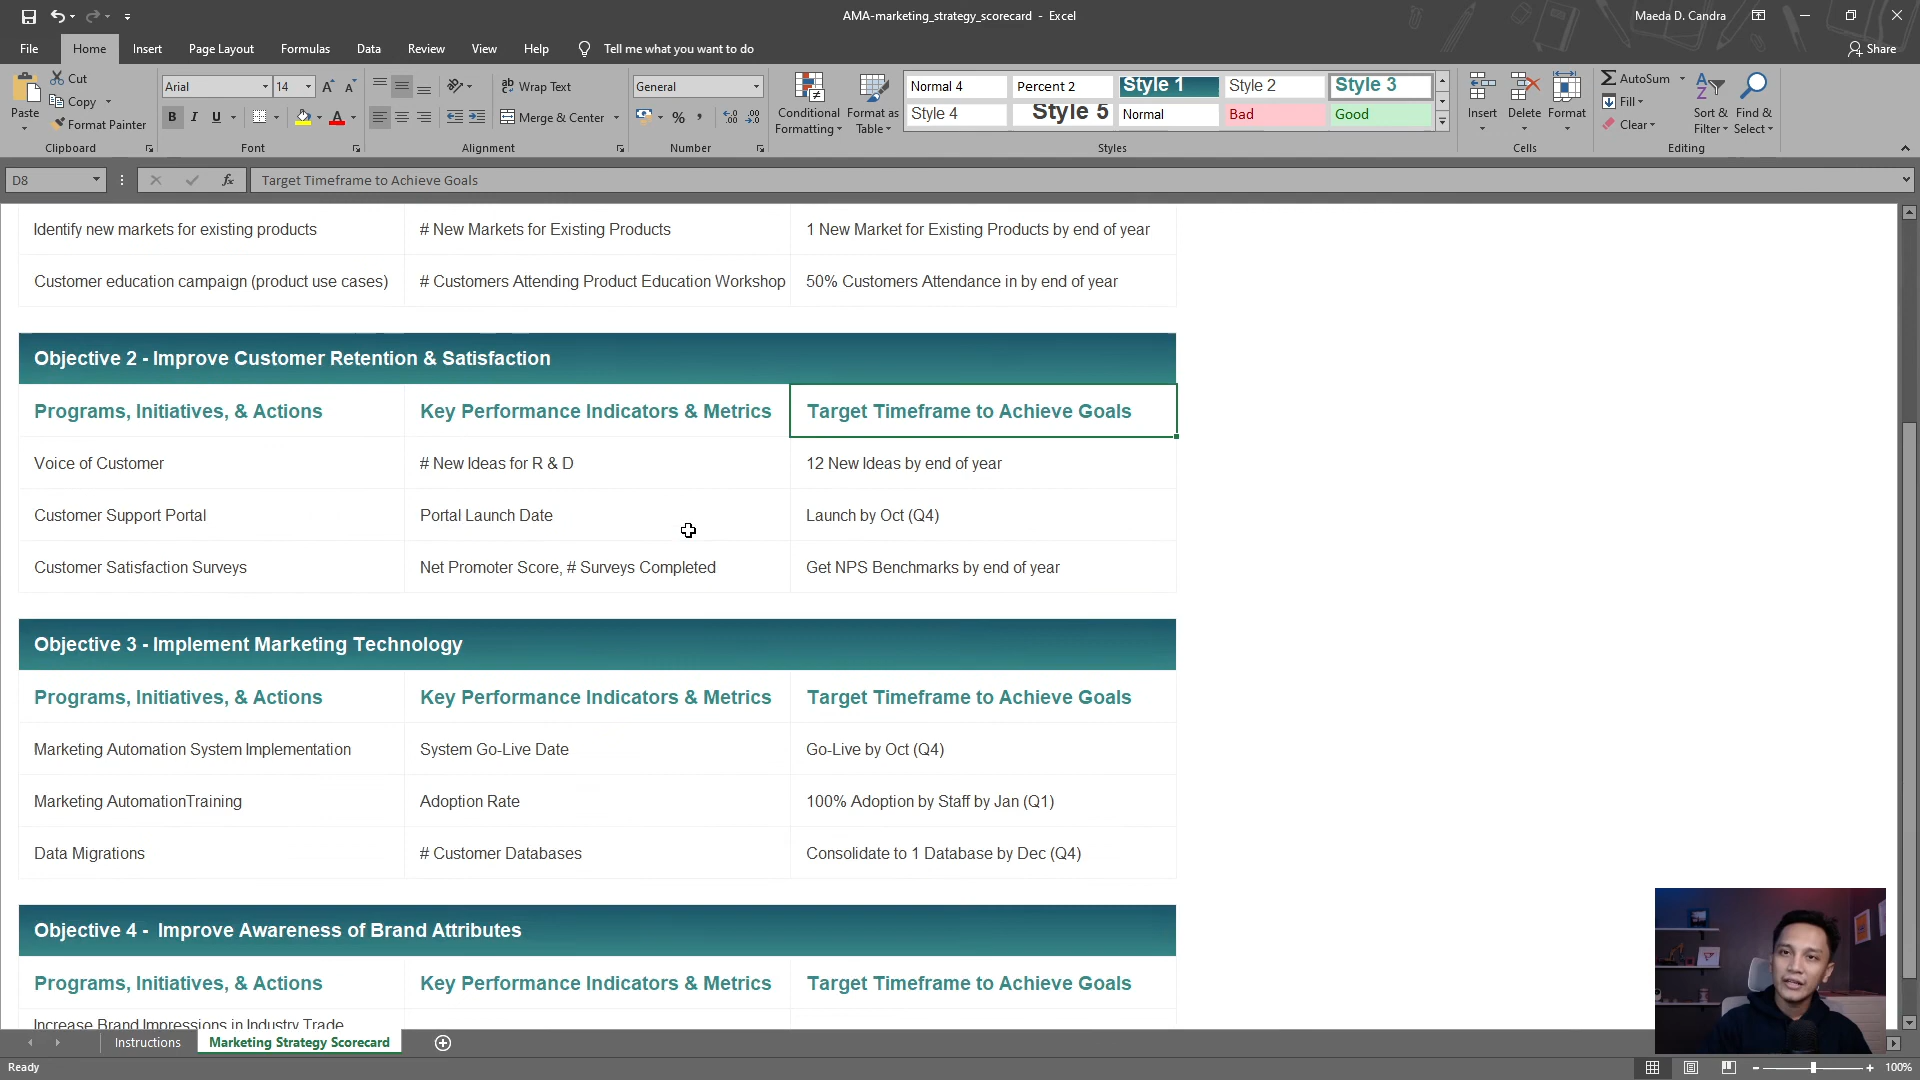 AMA-marketing_strategy_scorecard - Excel
Maeda D. Candra
File Home Insert Page Layout Formulas Data Review View Help Tell me what you want to do
Share
Paste
Cut
Copy
Format Painter
Clipboard
Arial 14
B I U
Font
Wrap Text
Merge & Center
Alignment
General
Number
Conditional Formatting
Format as Table
Normal 4 Percent 2 Style 1 Style 2 Style 3
Style 4 Style 5 Normal Bad Good
Styles
Insert Delete Format
Cells
AutoSum
Fill
Clear
Sort & Filter
Find & Select
Editing
D8
fx
Target Timeframe to Achieve Goals
Identify new markets for existing products # New Markets for Existing Products 1 New Market for Existing Products by end of year
Customer education campaign (product use cases) # Customers Attending Product Education Workshop 50% Customers Attendance in by end of year
Objective 2 - Improve Customer Retention & Satisfaction
Programs, Initiatives, & Actions Key Performance Indicators & Metrics Target Timeframe to Achieve Goals
Voice of Customer # New Ideas for R & D 12 New Ideas by end of year
Customer Support Portal Portal Launch Date Launch by Oct (Q4)
Customer Satisfaction Surveys Net Promoter Score, # Surveys Completed Get NPS Benchmarks by end of year
Objective 3 - Implement Marketing Technology
Programs, Initiatives, & Actions Key Performance Indicators & Metrics Target Timeframe to Achieve Goals
Marketing Automation System Implementation System Go-Live Date Go-Live by Oct (Q4)
Marketing AutomationTraining Adoption Rate 100% Adoption by Staff by Jan (Q1)
Data Migrations # Customer Databases Consolidate to 1 Database by Dec (Q4)
Objective 4 - Improve Awareness of Brand Attributes
Programs, Initiatives, & Actions Key Performance Indicators & Metrics Target Timeframe to Achieve Goals
Increase Brand Impressions in Industry Trade
Instructions Marketing Strategy Scorecard
Ready
100%